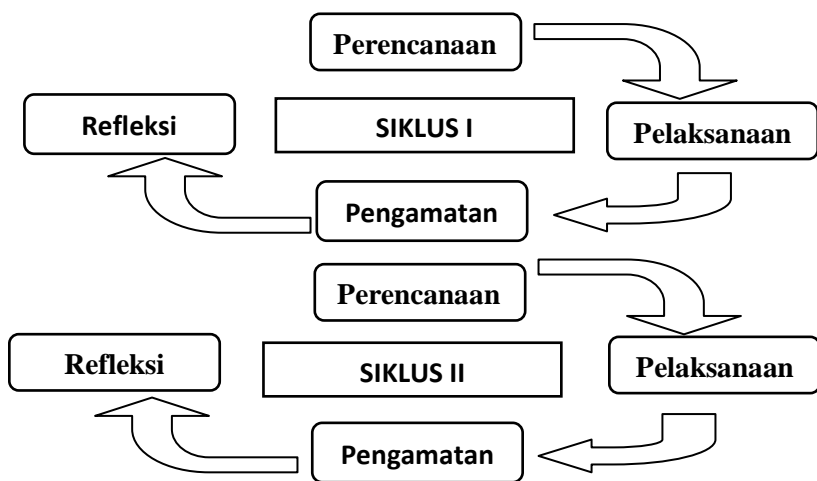 Perencanaan
Refleksi
SIKLUS I
Pelaksanaan
Pengamatan
Perencanaan
Refleksi
SIKLUS II
Pelaksanaan
Pengamatan